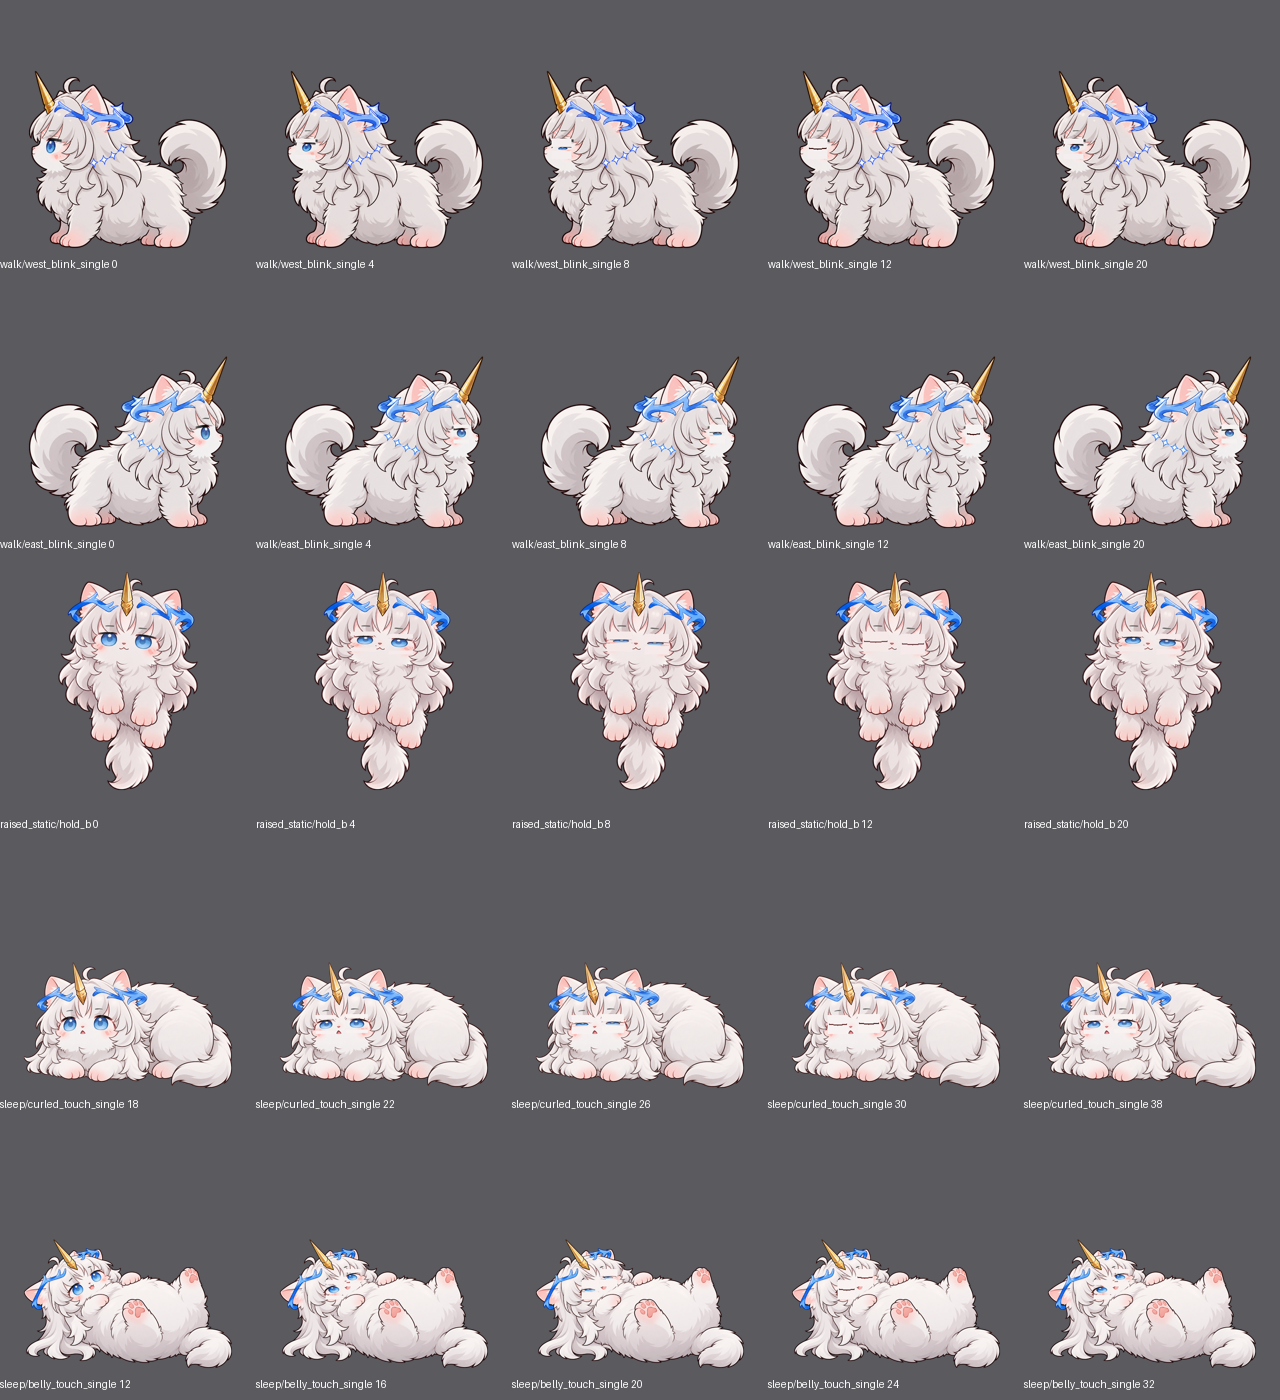 walk/west_blink_single 0
walk/west_blink_single 4
walk/west_blink_single 8
walk/west_blink_single 12
walk/west_blink_single 20
walk/east_blink_single 0
walk/east_blink_single 4
walk/east_blink_single 8
walk/east_blink_single 12
walk/east_blink_single 20
raised_static/hold_b 0
raised_static/hold_b 4
raised_static/hold_b 8
raised_static/hold_b 12
raised_static/hold_b 20
sleep/curled_touch_single 18
sleep/curled_touch_single 22
sleep/curled_touch_single 26
sleep/curled_touch_single 30
sleep/curled_touch_single 38
sleep/belly_touch_single 12
sleep/belly_touch_single 16
sleep/belly_touch_single 20
sleep/belly_touch_single 24
sleep/belly_touch_single 32